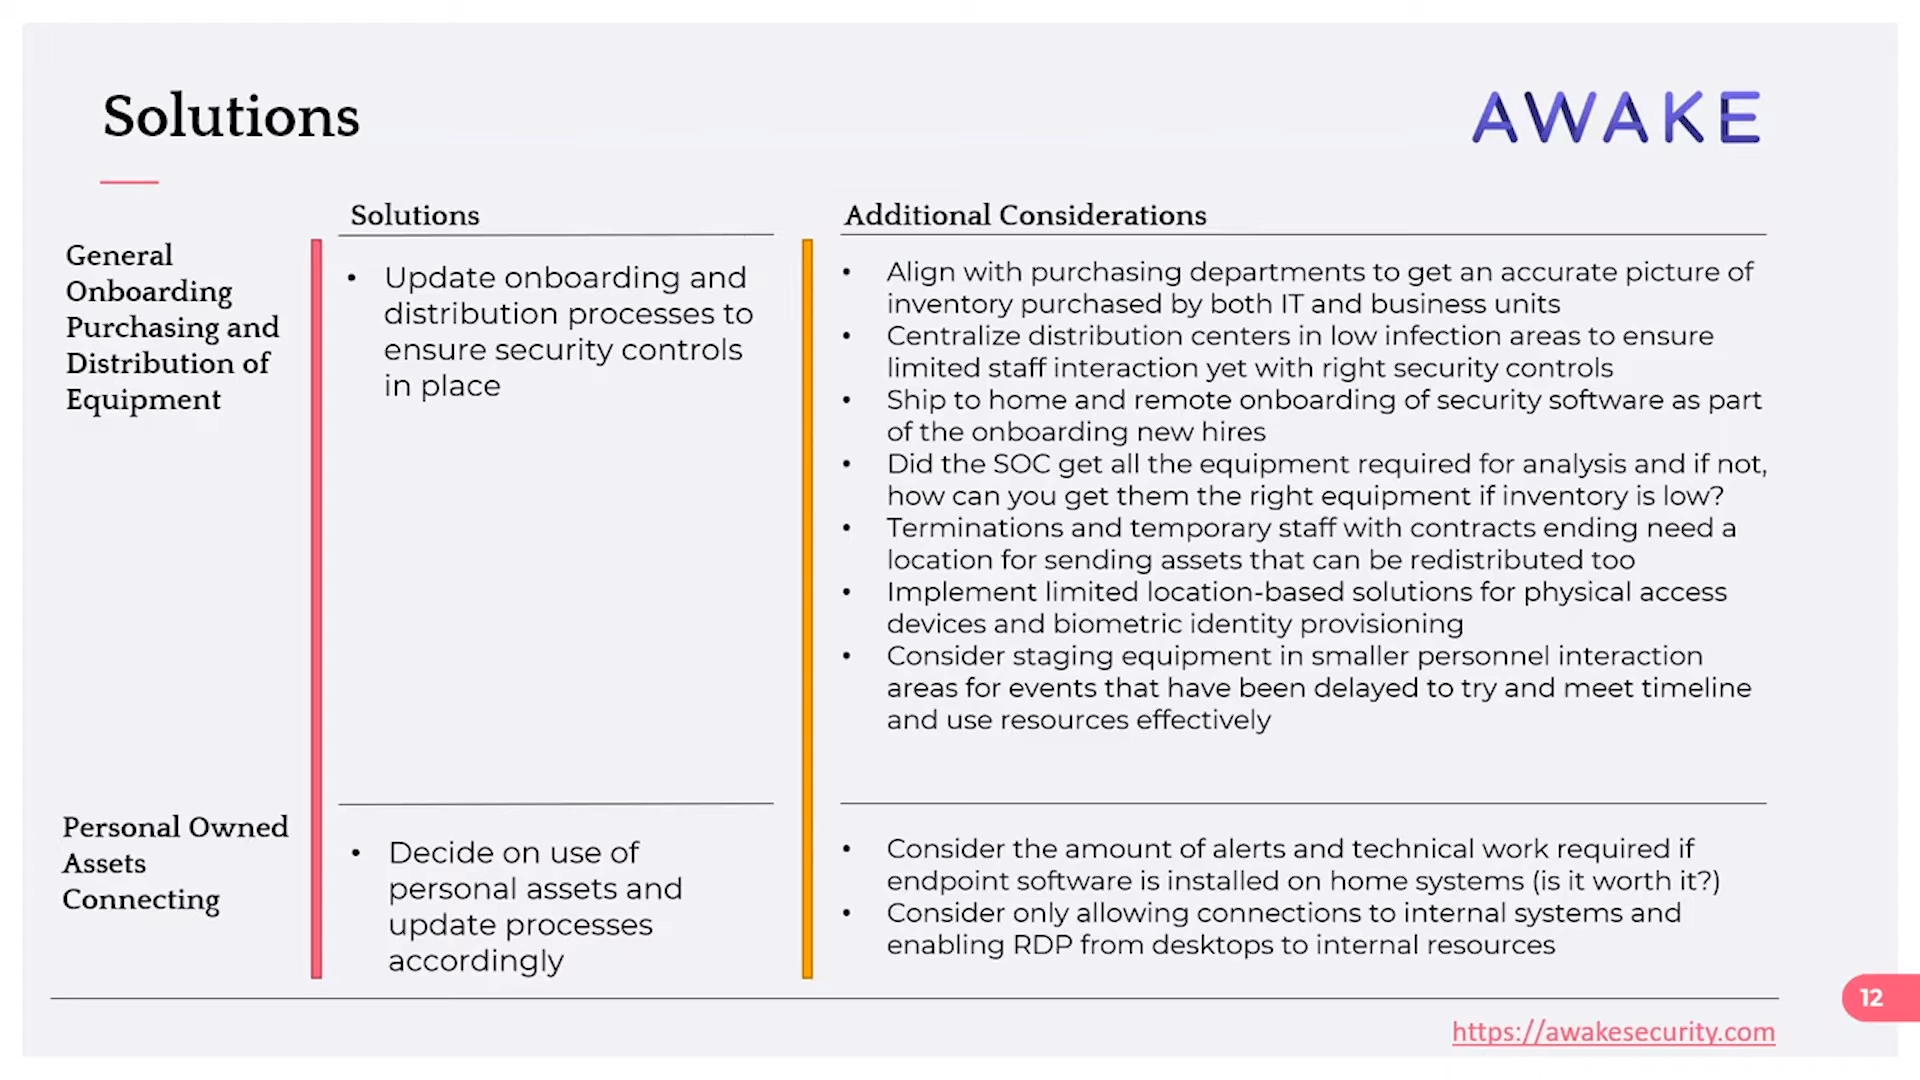 Solutions
AWAKE
Solutions
Additional Considerations
General
Onboarding
Purchasing and
Distribution of
Equipment
• Update onboarding and
distribution processes to
ensure security controls
in place
• Align with purchasing departments to get an accurate picture of
inventory purchased by both IT and business units
• Centralize distribution centers in low infection areas to ensure
limited staff interaction yet with right security controls
• Ship to home and remote onboarding of security software as part
of the onboarding new hires
• Did the SOC get all the equipment required for analysis and if not,
how can you get them the right equipment if inventory is low?
• Terminations and temporary staff with contracts ending need a
location for sending assets that can be redistributed too
• Implement limited location-based solutions for physical access
devices and biometric identity provisioning
• Consider staging equipment in smaller personnel interaction
areas for events that have been delayed to try and meet timeline
and use resources effectively
Personal Owned
Assets
Connecting
• Decide on use of
personal assets and
update processes
accordingly
• Consider the amount of alerts and technical work required if
endpoint software is installed on home systems (is it worth it?)
• Consider only allowing connections to internal systems and
enabling RDP from desktops to internal resources
12
https://awakesecurity.com